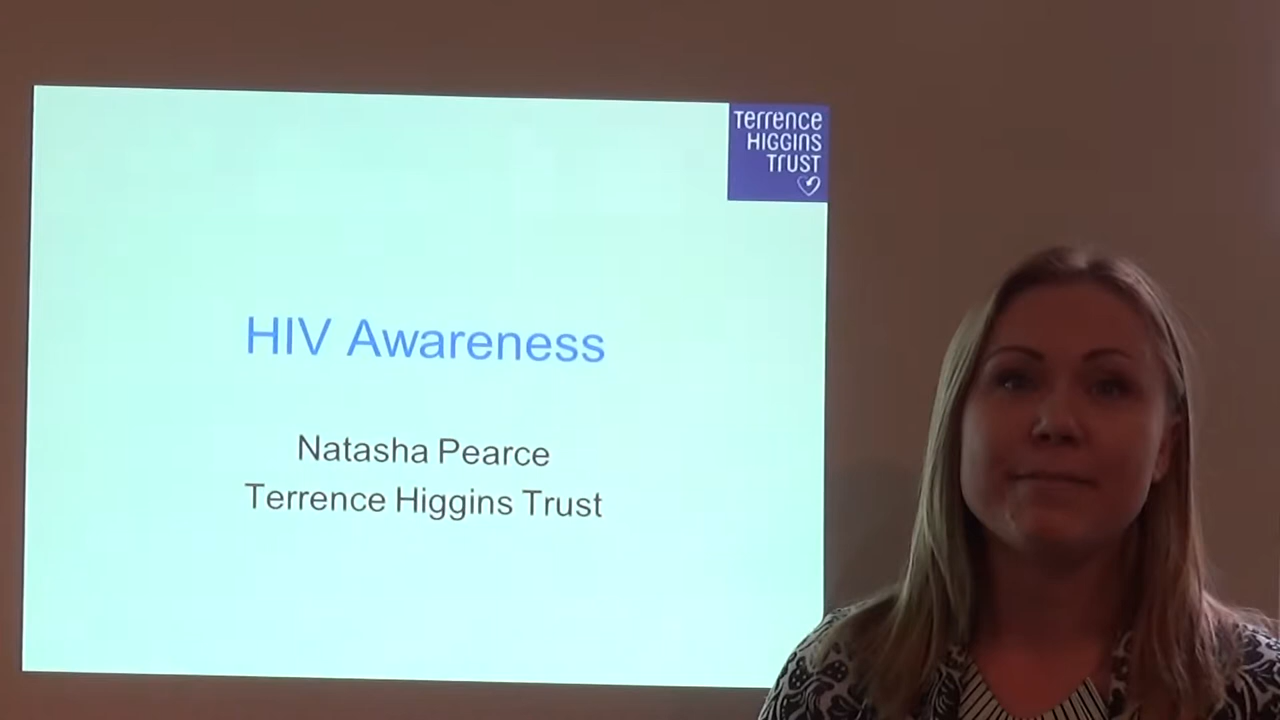 Terrence
HIGGINS
TRUST
HIV Awareness
Natasha Pearce
Terrence Higgins Trust